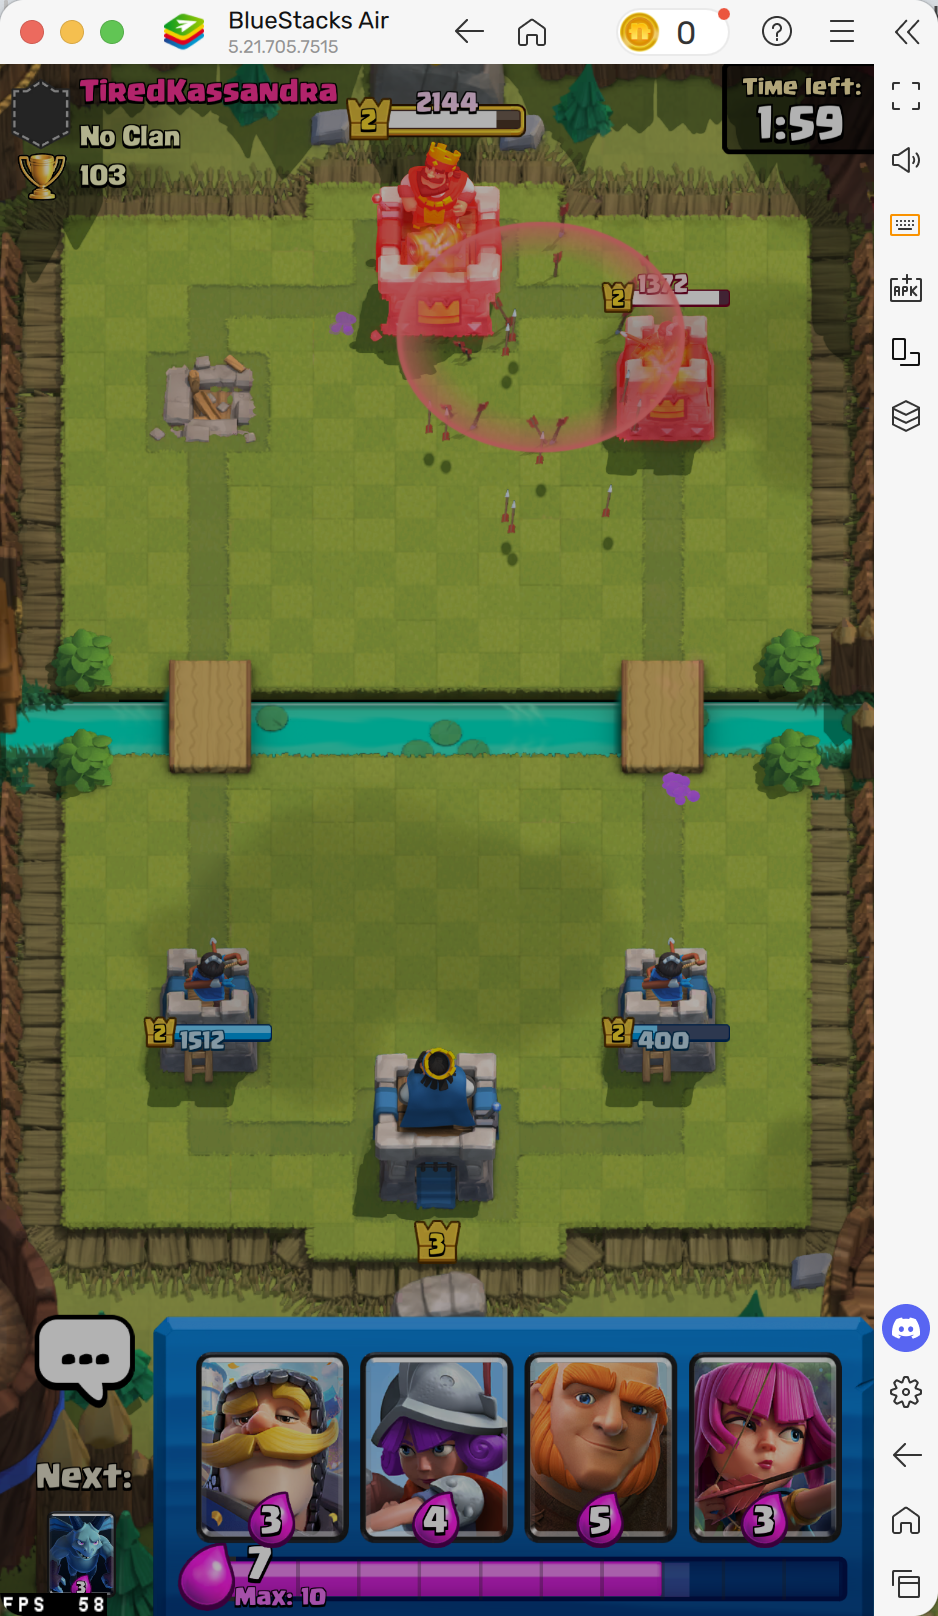 BlueStacks Air
5.21.705.7515
0
TiredKassandra
No Clan
103
2
2144
Time left:
1:59
2
1372
2
1512
2
400
3
...
Next:
3
3
4
5
3
7
Max: 10
FPS 58
APK